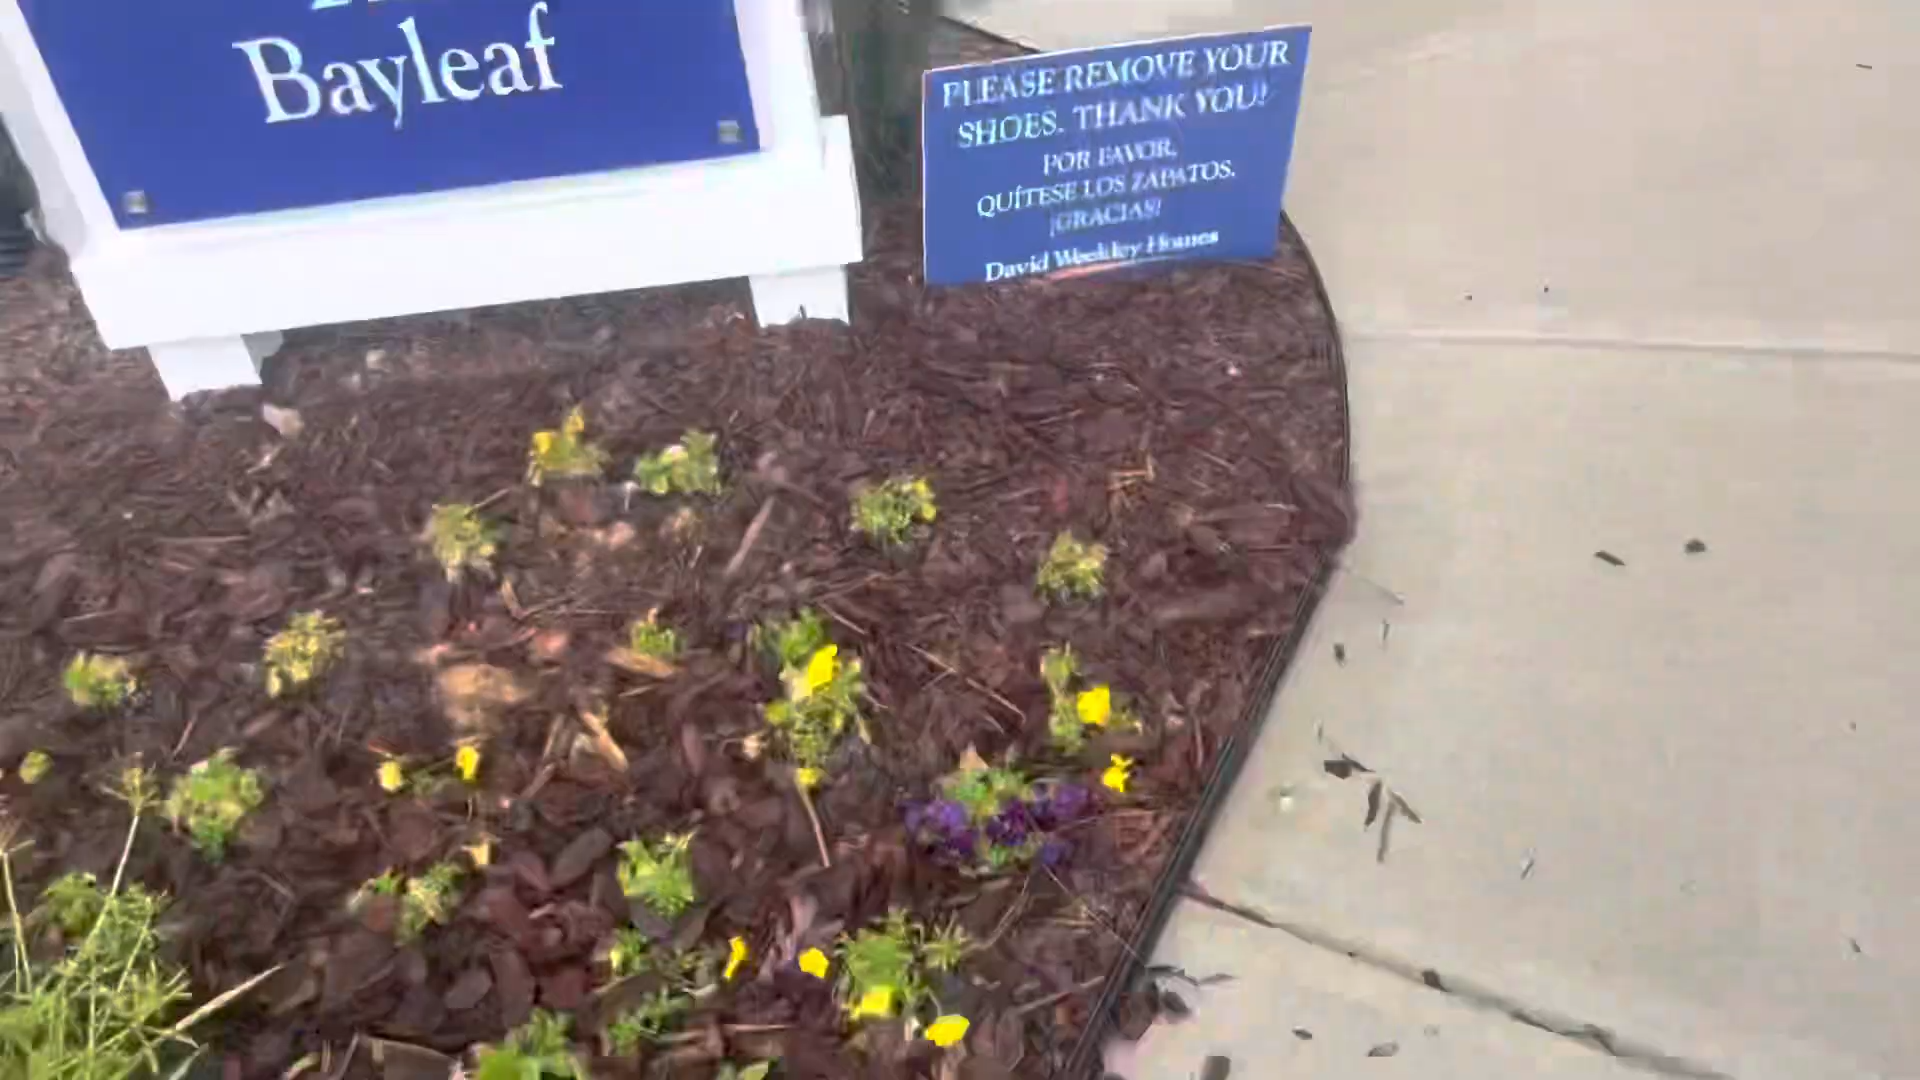 Bayleaf
PLEASE REMOVE YOUR
SHOES. THANK YOU!
POR FAVOR,
QUÍTESE LOS ZAPATOS.
¡GRACIAS!
David Weekley Homes